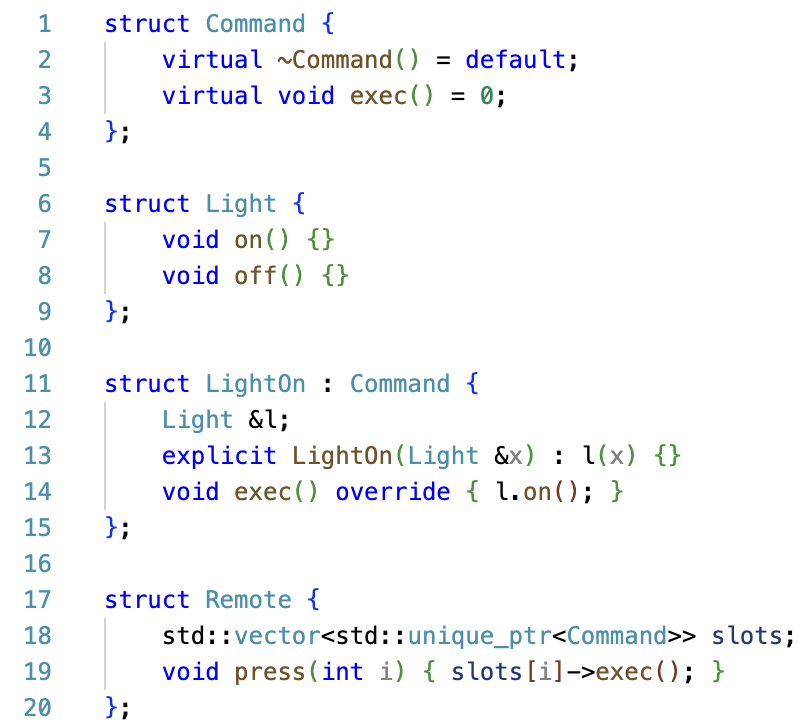 1 struct Command {
2     virtual ~Command() = default;
3     virtual void exec() = 0;
4 };
5
6 struct Light {
7     void on() {}
8     void off() {}
9 };
10
11 struct LightOn : Command {
12     Light &l;
13     explicit LightOn(Light &x) : l(x) {}
14     void exec() override { l.on(); }
15 };
16
17 struct Remote {
18     std::vector<std::unique_ptr<Command>> slots;
19     void press(int i) { slots[i]->exec(); }
20 };